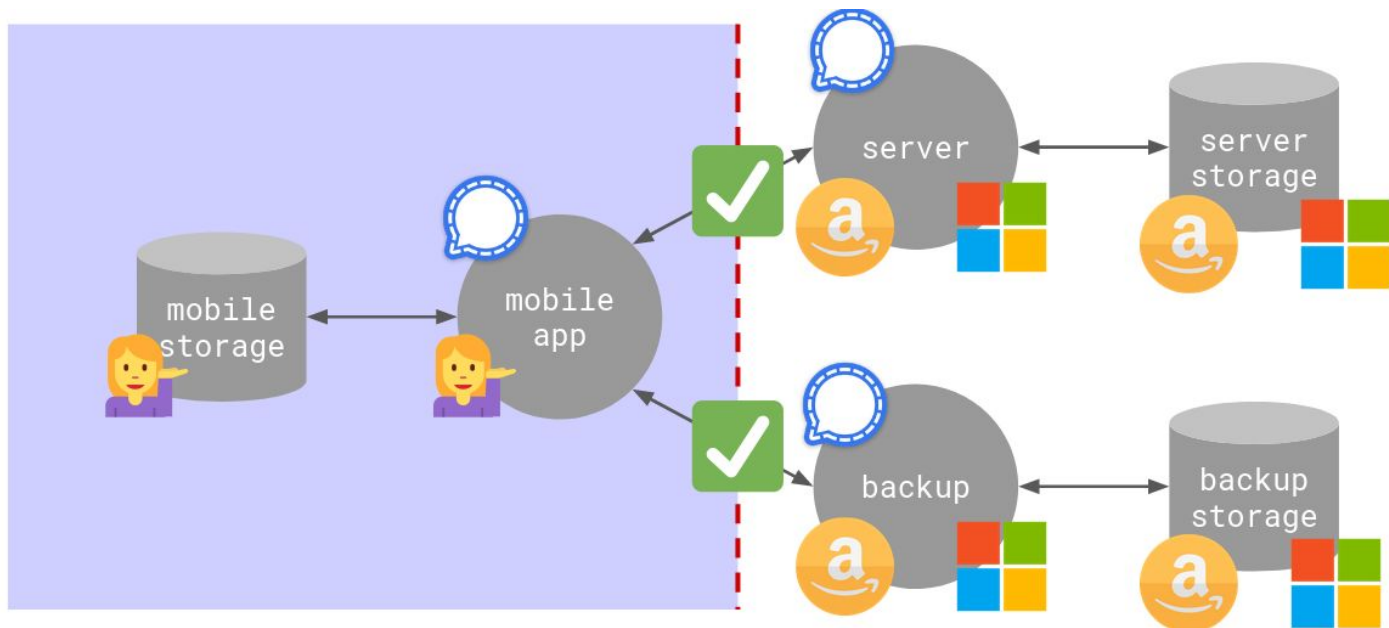 mobile
storage
mobile
app
server
server
storage
backup
backup
storage